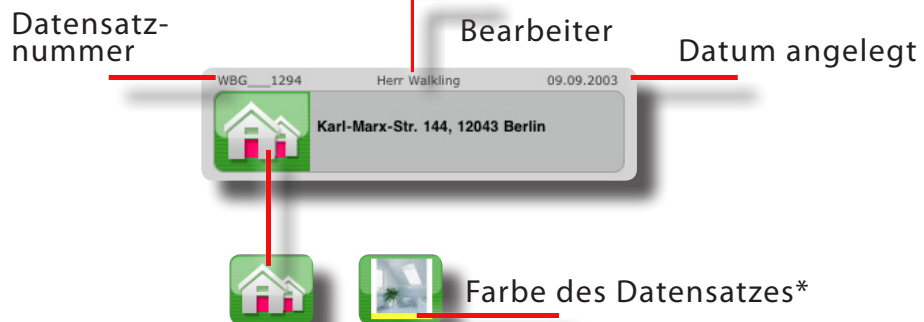 Datensatz-
nummer
Bearbeiter
Datum angelegt
WBG___1294 Herr Walkling 09.09.2003
Karl-Marx-Str. 144, 12043 Berlin
Farbe des Datensatzes*